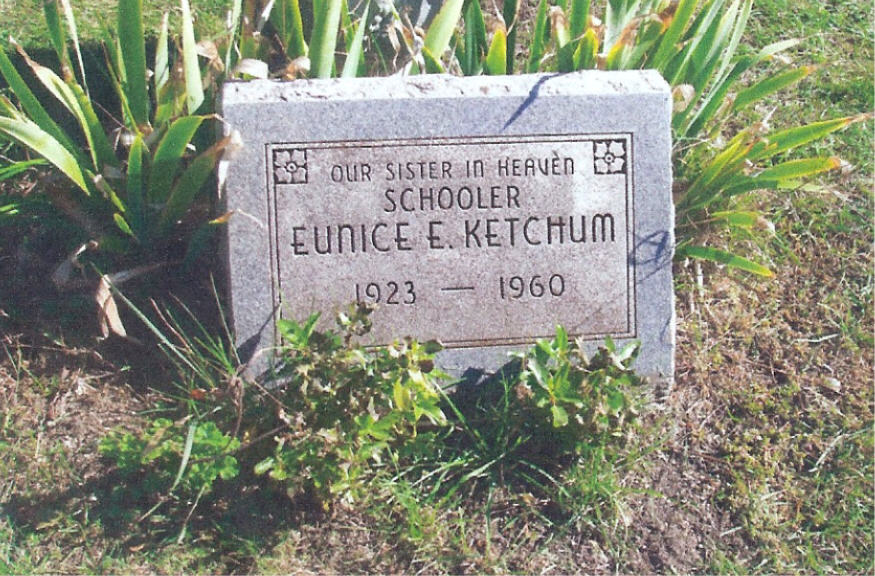 OUR SISTER IN HEAVEN
SCHOOLER
EUNICE E. KETCHUM
1923 — 1960